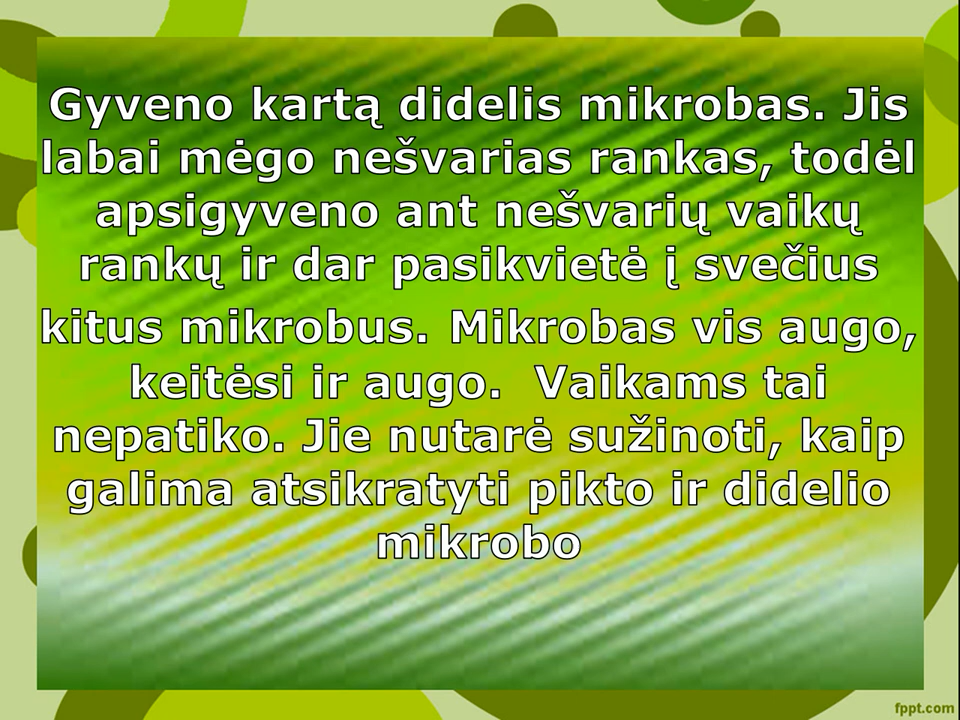 Gyveno kartą didelis mikrobas. Jis
labai mėgo nešvarias rankas, todėl
apsigyveno ant nešvarių vaikų
rankų ir dar pasikvietė į svečius
kitus mikrobus. Mikrobas vis augo,
keitėsi ir augo.  Vaikams tai
nepatiko. Jie nutarė sužinoti, kaip
galima atsikratyti pikto ir didelio
mikrobo
fppt.com